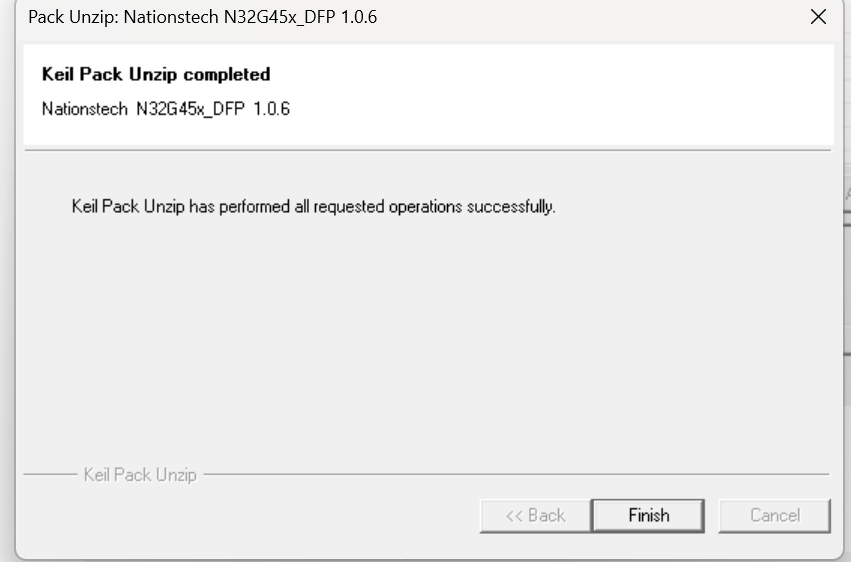 Pack Unzip: Nationstech N32G45x_DFP 1.0.6
Keil Pack Unzip completed
Nationstech N32G45x_DFP 1.0.6
Keil Pack Unzip has performed all requested operations successfully.
Keil Pack Unzip
<< Back Finish Cancel